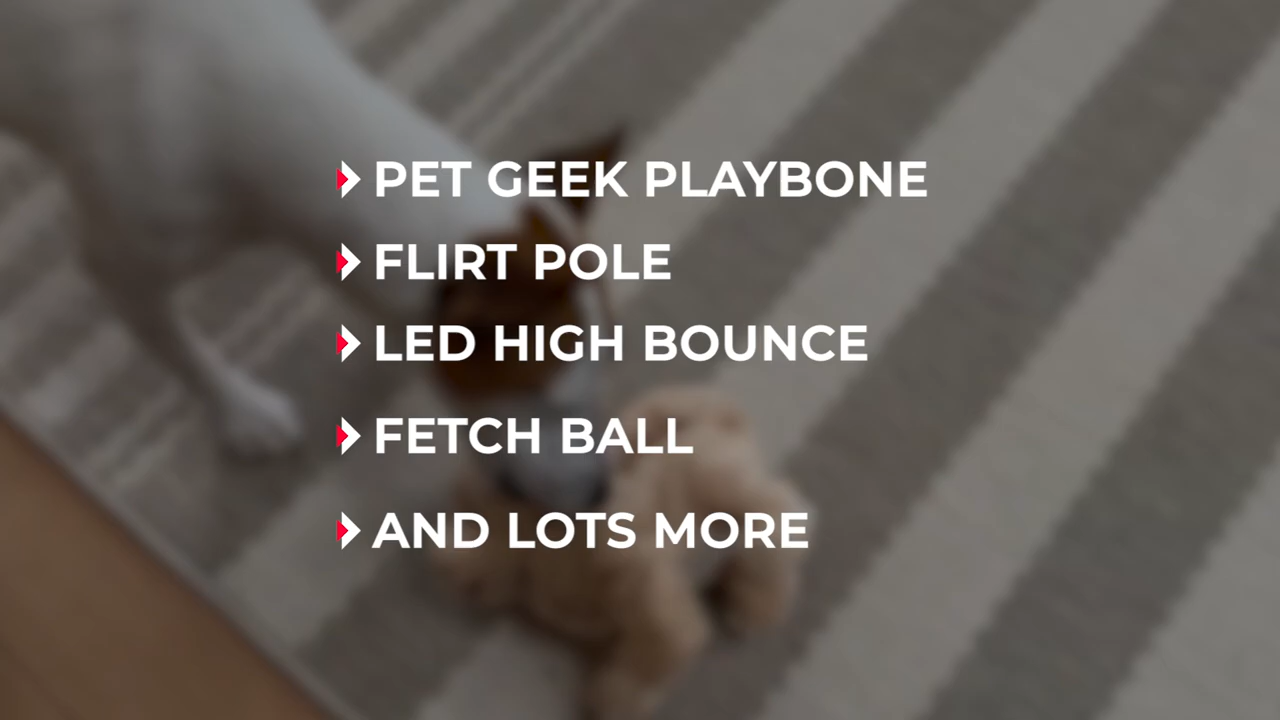 PET GEEK PLAYBONE
FLIRT POLE
LED HIGH BOUNCE
FETCH BALL
AND LOTS MORE